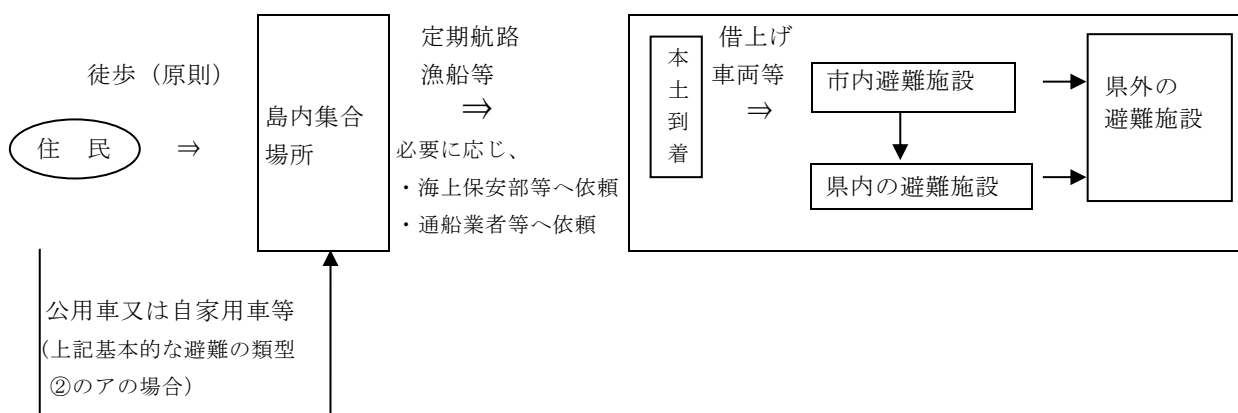 徒歩（原則）
住　民
⇒
島内集合
場所
定期航路
漁船等
⇒
必要に応じ、
・海上保安部等へ依頼
・通船業者等へ依頼
本土到着
借上げ
車両等
⇒
市内避難施設
県内の避難施設
県外の
避難施設
公用車又は自家用車等
(上記基本的な避難の類型
②のアの場合)